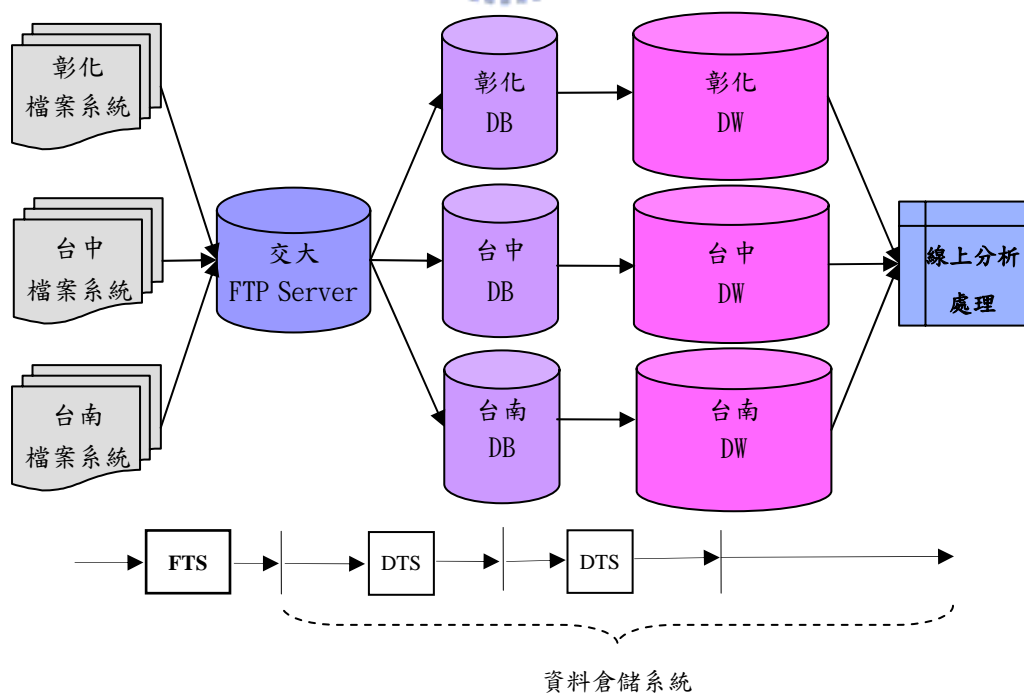 彰化
檔案系統
台中
檔案系統
台南
檔案系統
交大
FTP Server
彰化
DB
台中
DB
台南
DB
彰化
DW
台中
DW
台南
DW
線上分析
處理
FTS
DTS
DTS
資料倉儲系統